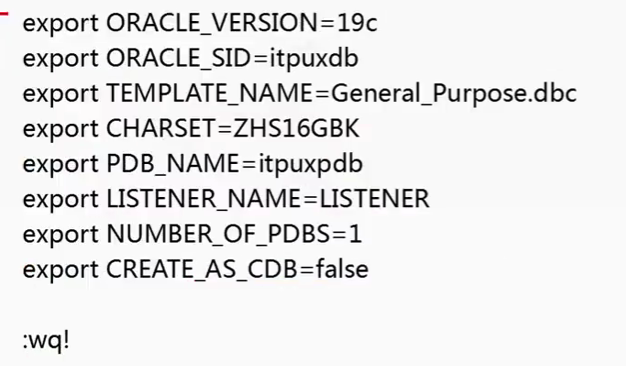 export ORACLE_VERSION=19c
export ORACLE_SID=itpuxdb
export TEMPLATE_NAME=General_Purpose.dbc
export CHARSET=ZHS16GBK
export PDB_NAME=itpuxpdb
export LISTENER_NAME=LISTENER
export NUMBER_OF_PDBS=1
export CREATE_AS_CDB=false
:wq!